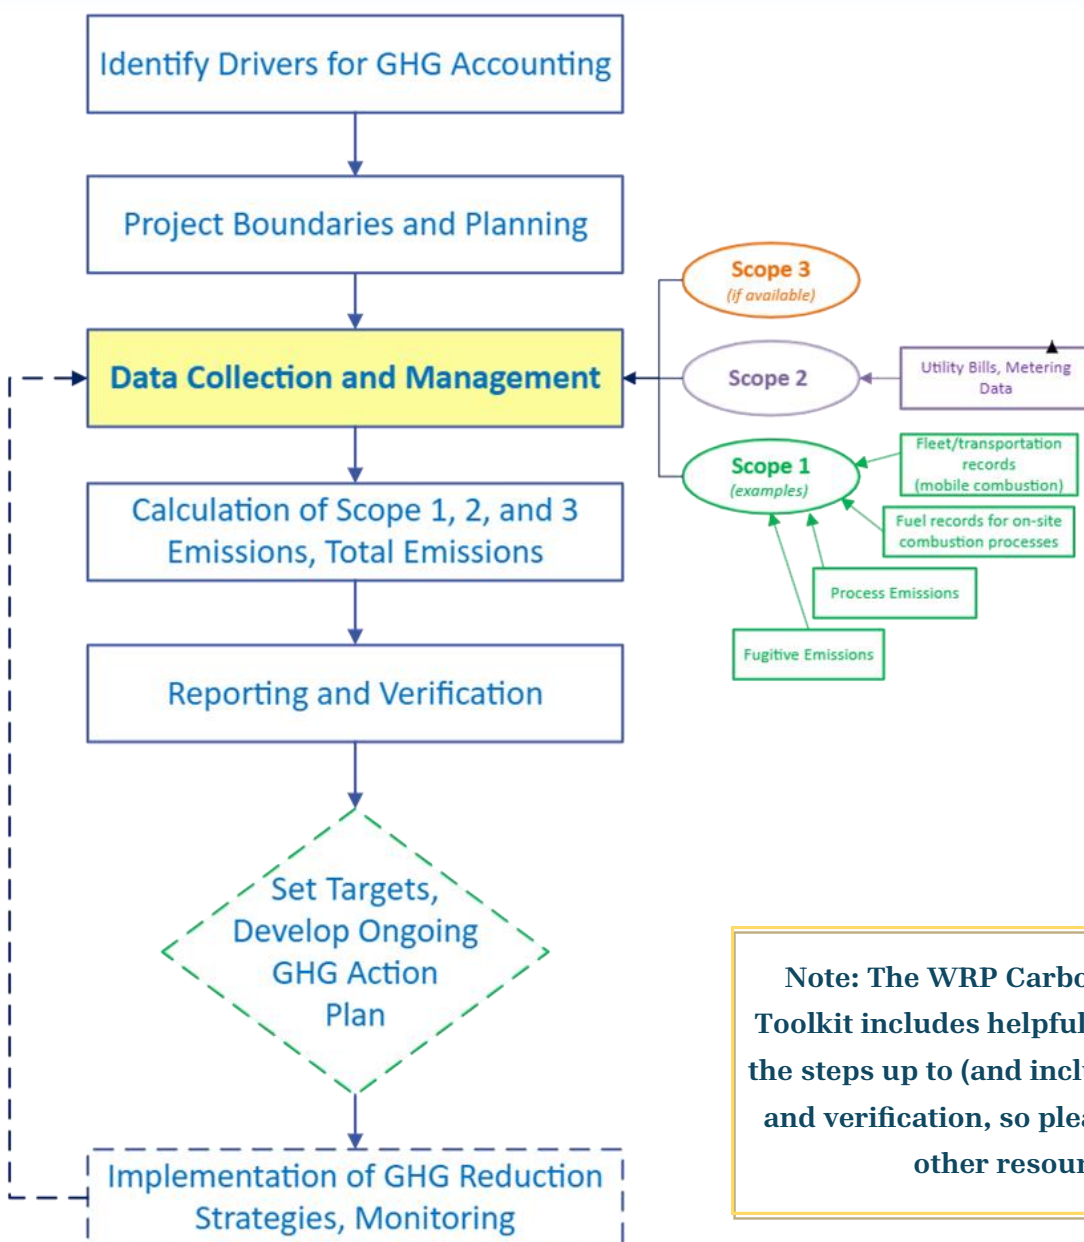 Identify Drivers for GHG Accounting
Project Boundaries and Planning
Data Collection and Management
Scope 3
(if available)
Scope 2
Utility Bills, Metering
Data
Scope 1
(examples)
Fleet/transportation
records
(mobile combustion)
Fuel records for on-site
combustion processes
Process Emissions
Fugitive Emissions
Calculation of Scope 1, 2, and 3
Emissions, Total Emissions
Reporting and Verification
Set Targets,
Develop Ongoing
GHG Action
Plan
Implementation of GHG Reduction
Strategies, Monitoring
Note: The WRP
Toolkit includes helpful
the steps up to (and
and verification, so
other